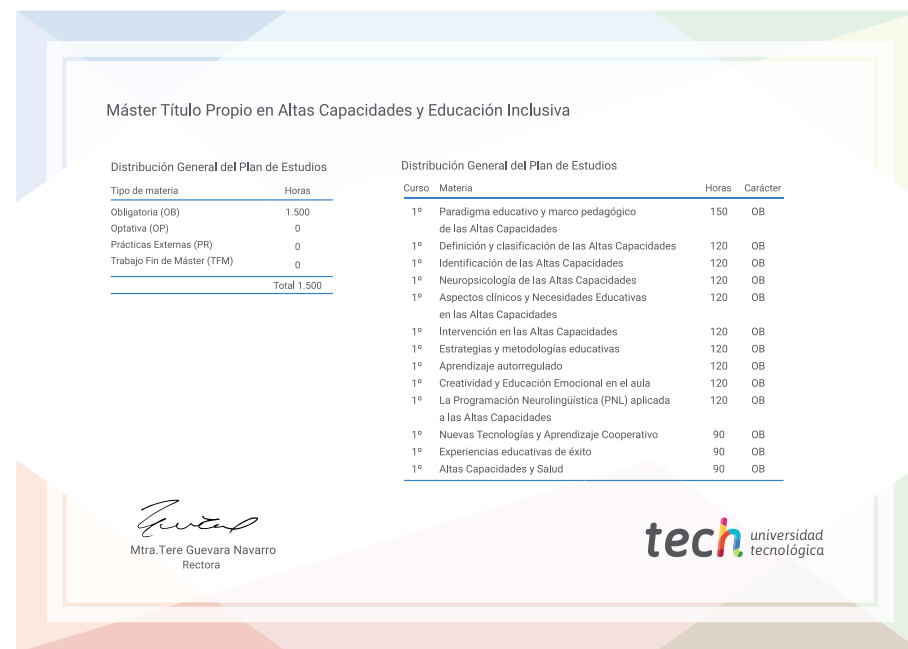 Máster Título Propio en Altas Capacidades y Educación Inclusiva
Distribución General del Plan de Estudios
Tipo de materia Horas
Obligatoria (OB) 1.500
Optativa (OP) 0
Prácticas Externas (PR) 0
Trabajo Fin de Máster (TFM) 0
Total 1.500
Distribución General del Plan de Estudios
Curso Materia Horas Carácter
1º Paradigma educativo y marco pedagógico 150 OB
de las Altas Capacidades
1º Definición y clasificación de las Altas Capacidades 120 OB
1º Identificación de las Altas Capacidades 120 OB
1º Neuropsicología de las Altas Capacidades 120 OB
1º Aspectos clínicos y Necesidades Educativas 120 OB
en las Altas Capacidades
1º Intervención en las Altas Capacidades 120 OB
1º Estrategias y metodologías educativas 120 OB
1º Aprendizaje autorregulado 120 OB
1º Creatividad y Educación Emocional en el aula 120 OB
1º La Programación Neurolingüística (PNL) aplicada 120 OB
a las Altas Capacidades
1º Nuevas Tecnologías y Aprendizaje Cooperativo 90 OB
1º Experiencias educativas de éxito 90 OB
1º Altas Capacidades y Salud 90 OB
Mtra.Tere Guevara Navarro
Rectora
tech universidad
tecnológica